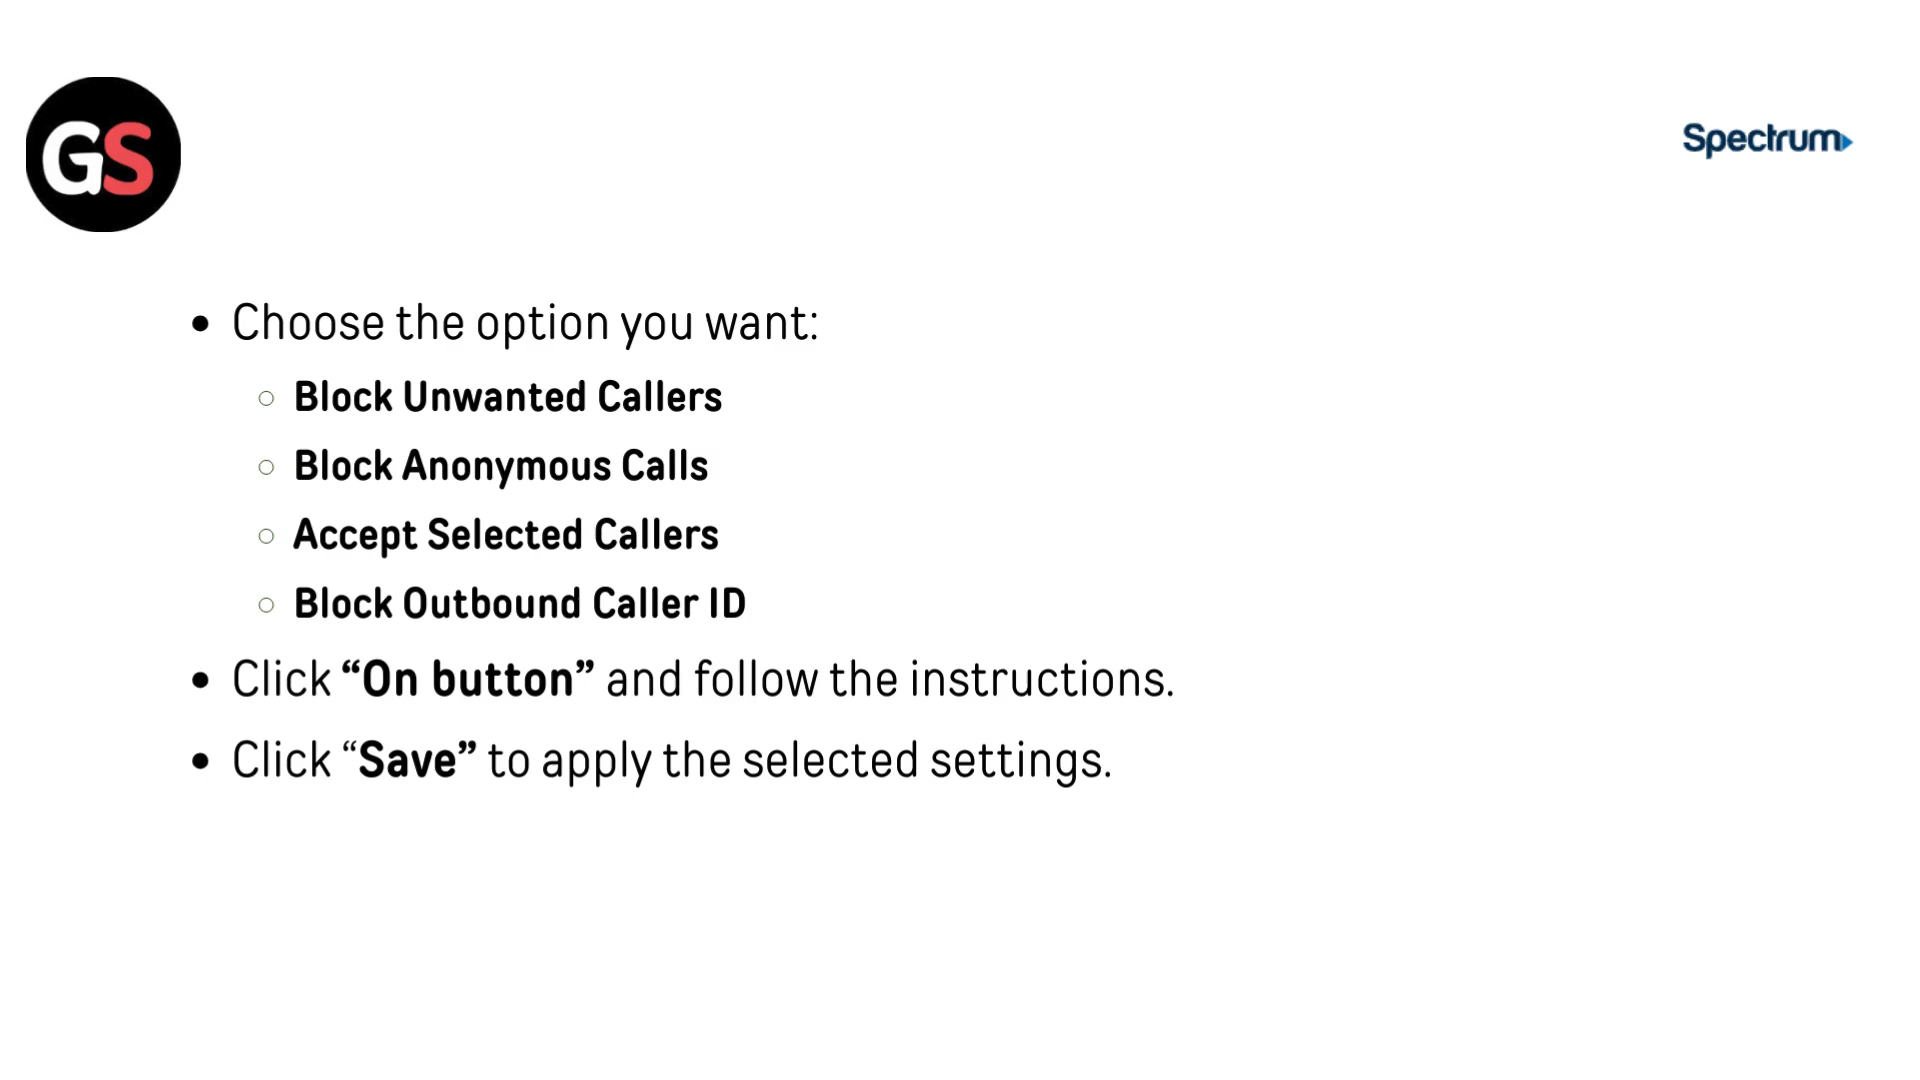 GS
Spectrum
• Choose the option you want:
○ Block Unwanted Callers
○ Block Anonymous Calls
○ Accept Selected Callers
○ Block Outbound Caller ID
• Click “On button” and follow the instructions.
• Click “Save” to apply the selected settings.